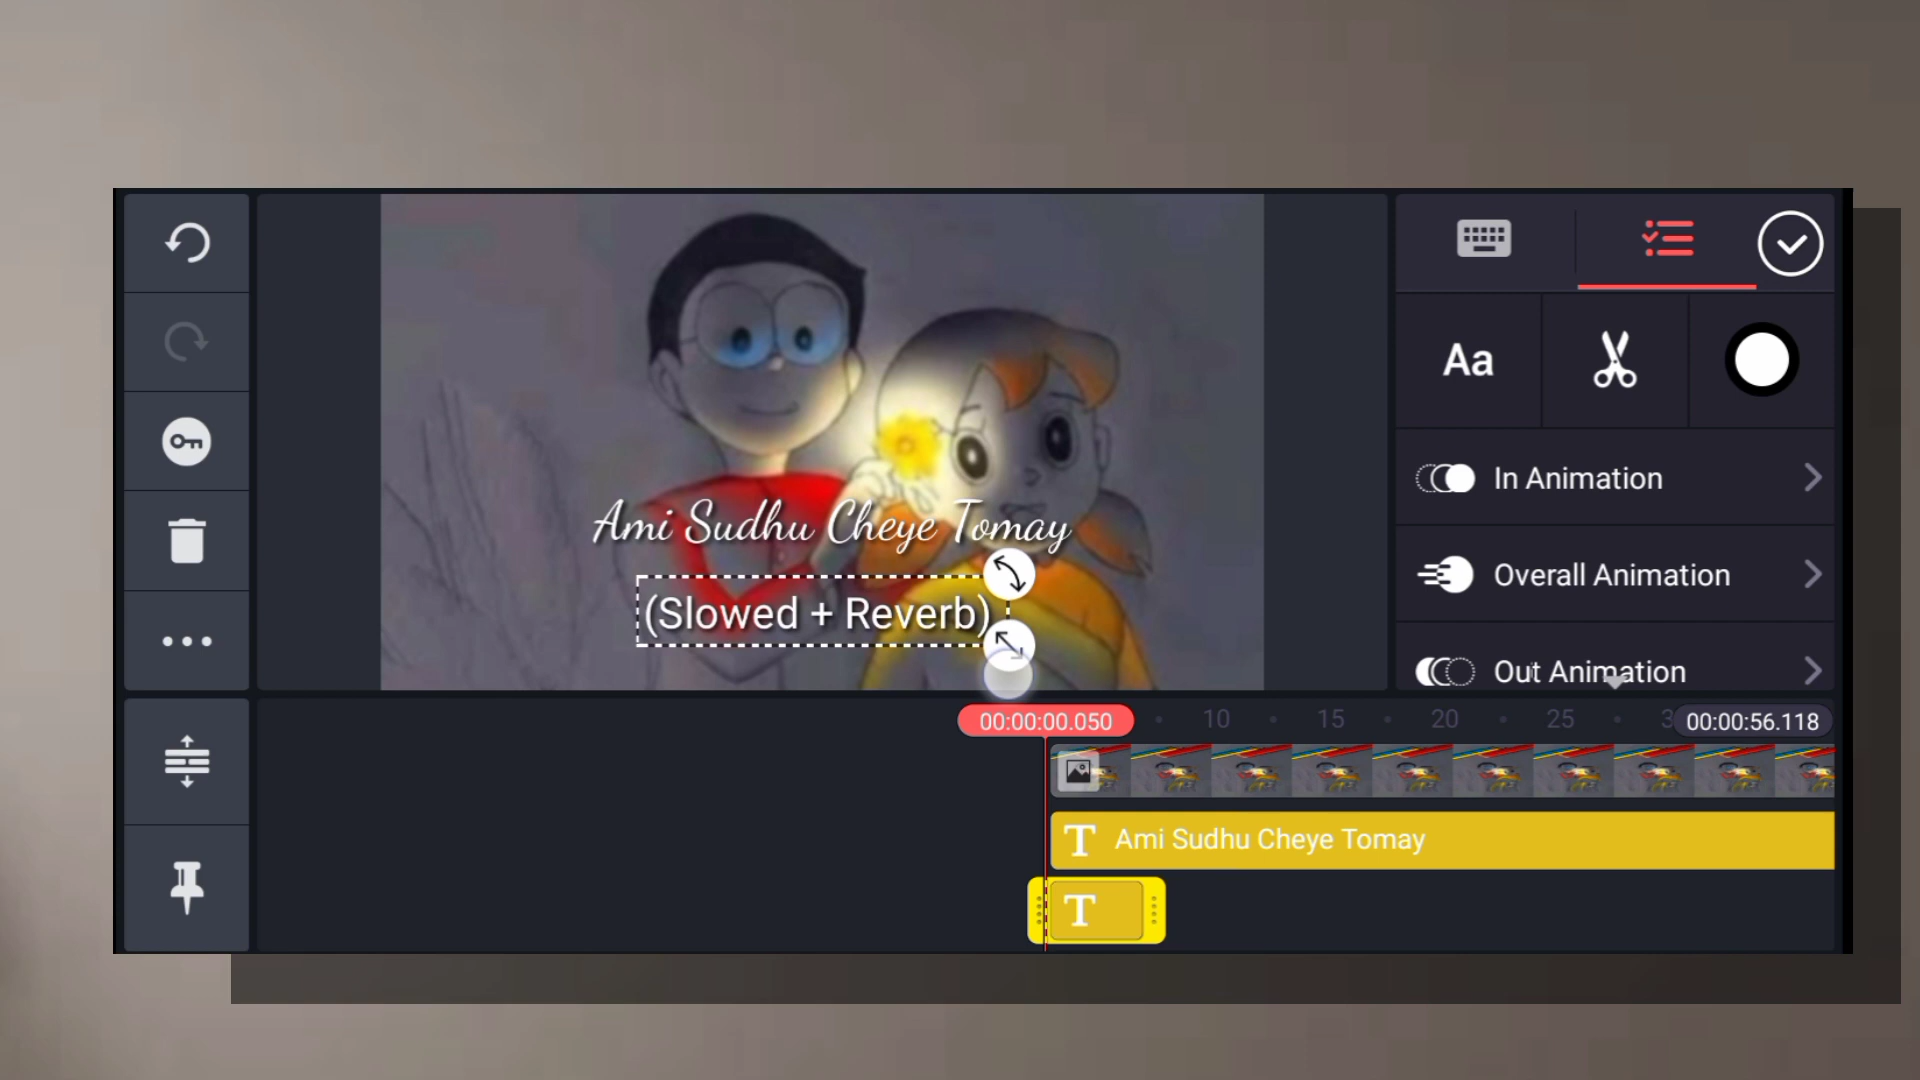 Aa
In Animation
Overall Animation
Out Animation
Ami Sudhu Cheye Tomay
(Slowed + Reverb)
00:00:00.050
10
15
20
25
3
00:00:56.118
T Ami Sudhu Cheye Tomay
T